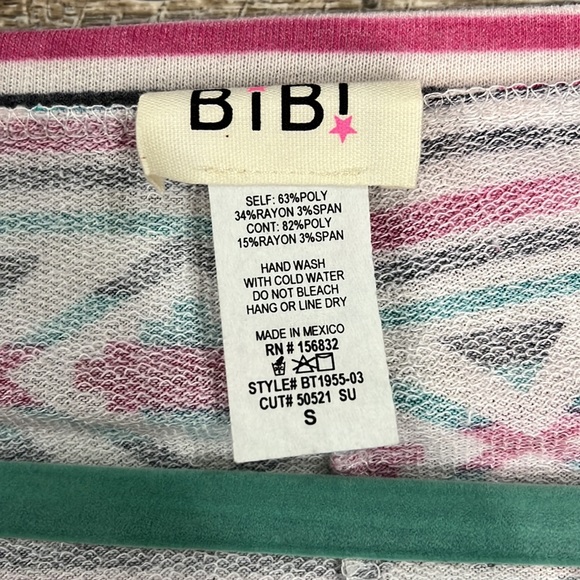 BiB!
SELF: 63%POLY
34%RAYON 3%SPAN
CONT: 82%POLY
15%RAYON 3%SPAN
HAND WASH
WITH COLD WATER
DO NOT BLEACH
HANG OR LINE DRY
MADE IN MEXICO
RN # 156832
STYLE# BT1955-03
CUT# 50521 SU
S